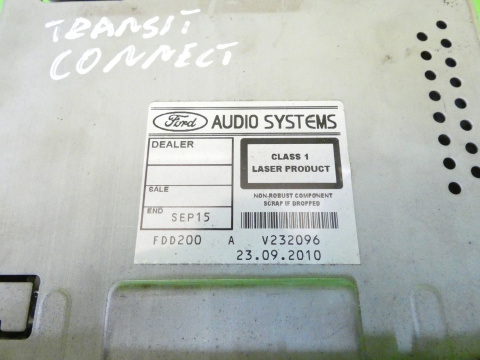 TRANSIT
CONNECT
Ford AUDIO SYSTEMS
DEALER
CLASS 1
LASER PRODUCT
SALE
NON-ROBUST COMPONENT
SCRAP IF DROPPED
END SEP15
FDD200 A V232096
23.09.2010